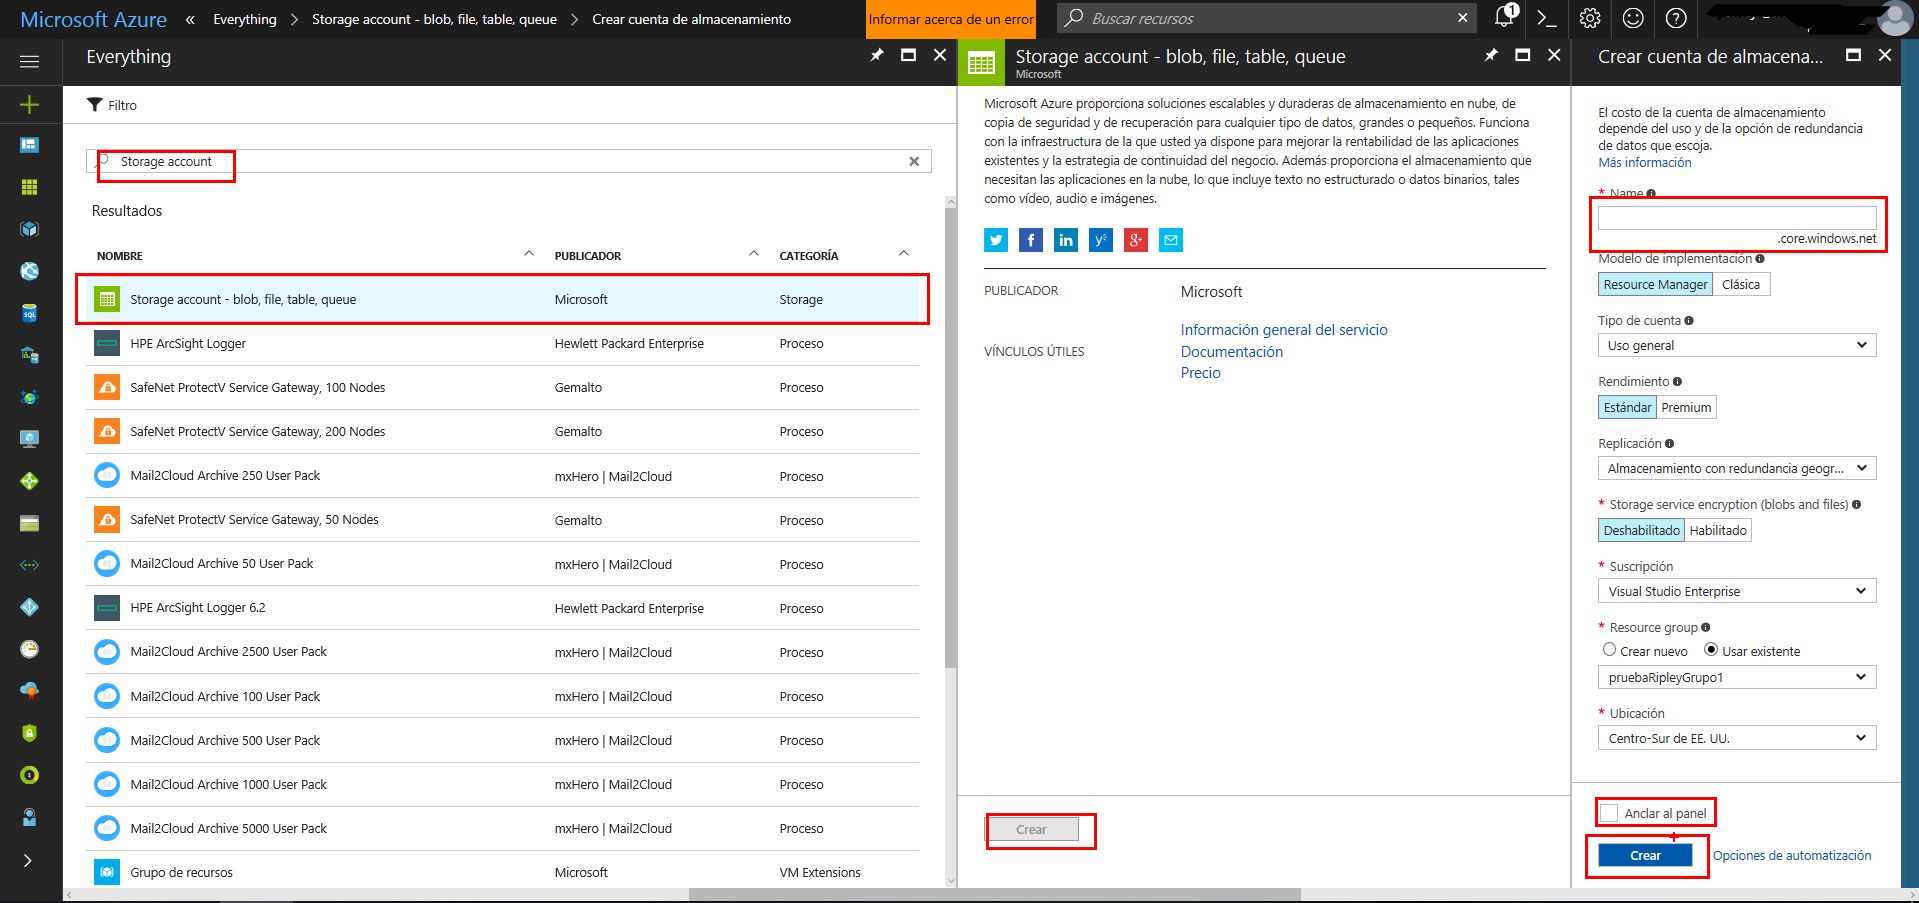 Microsoft Azure « Everything > Storage account - blob, file, table, queue > Crear cuenta de almacenamiento
Informar acerca de un error
Buscar recursos
1
Everything
Filtro
Storage account
Resultados
NOMBRE PUBLICADOR CATEGORÍA
Storage account - blob, file, table, queue Microsoft Storage
HPE ArcSight Logger Hewlett Packard Enterprise Proceso
SafeNet ProtectV Service Gateway, 100 Nodes Gemalto Proceso
SafeNet ProtectV Service Gateway, 200 Nodes Gemalto Proceso
Mail2Cloud Archive 250 User Pack mxHero | Mail2Cloud Proceso
SafeNet ProtectV Service Gateway, 50 Nodes Gemalto Proceso
Mail2Cloud Archive 50 User Pack mxHero | Mail2Cloud Proceso
HPE ArcSight Logger 6.2 Hewlett Packard Enterprise Proceso
Mail2Cloud Archive 2500 User Pack mxHero | Mail2Cloud Proceso
Mail2Cloud Archive 100 User Pack mxHero | Mail2Cloud Proceso
Mail2Cloud Archive 500 User Pack mxHero | Mail2Cloud Proceso
Mail2Cloud Archive 1000 User Pack mxHero | Mail2Cloud Proceso
Mail2Cloud Archive 5000 User Pack mxHero | Mail2Cloud Proceso
Grupo de recursos Microsoft VM Extensions
Storage account - blob, file, table, queue
Microsoft
Microsoft Azure proporciona soluciones escalables y duraderas de almacenamiento en nube, de
copia de seguridad y de recuperación para cualquier tipo de datos, grandes o pequeños. Funciona
con la infraestructura de la que usted ya dispone para mejorar la rentabilidad de las aplicaciones
existentes y la estrategia de continuidad del negocio. Además proporciona el almacenamiento que
necesitan las aplicaciones en la nube, lo que incluye texto no estructurado o datos binarios, tales
como vídeo, audio e imágenes.
PUBLICADOR Microsoft
VÍNCULOS ÚTILES
Información general del servicio
Documentación
Precio
Crear
Crear cuenta de almacena...
El costo de la cuenta de almacenamiento
depende del uso y de la opción de redundancia
de datos que escoja.
Más información
* Name
.core.windows.net
Modelo de implementación
Resource Manager Clásica
Tipo de cuenta
Uso general
Rendimiento
Estándar Premium
Replicación
Almacenamiento con redundancia geogr...
* Storage service encryption (blobs and files)
Deshabilitado Habilitado
* Suscripción
Visual Studio Enterprise
* Resource group
Crear nuevo Usar existente
pruebaRipleyGrupo1
* Ubicación
Centro-Sur de EE. UU.
Anclar al panel
Crear Opciones de automatización